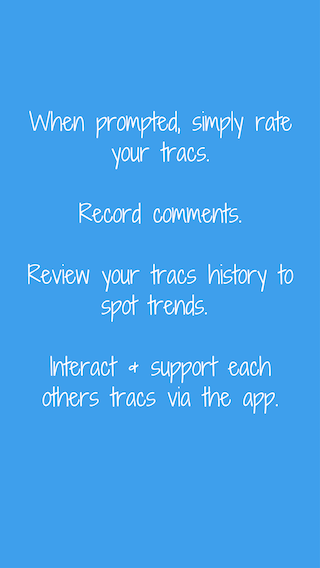 When prompted, simply rate
your tracs.
Record comments.
Review your tracs history to
spot trends.
Interact & support each
others tracs via the app.